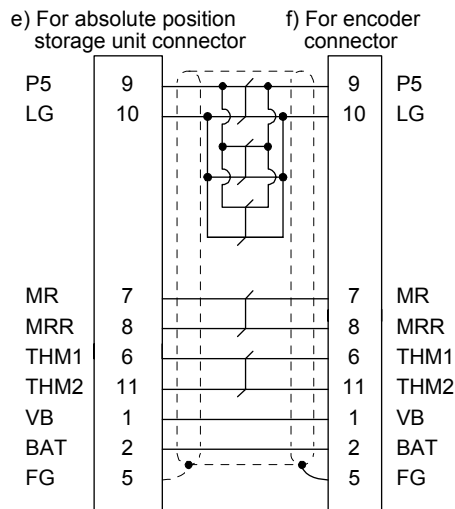 e) For absolute position storage unit connector
f) For encoder connector
P5 9 9 P5
LG 10 10 LG
MR 7 7 MR
MRR 8 8 MRR
THM1 6 6 THM1
THM2 11 11 THM2
VB 1 1 VB
BAT 2 2 BAT
FG 5 5 FG